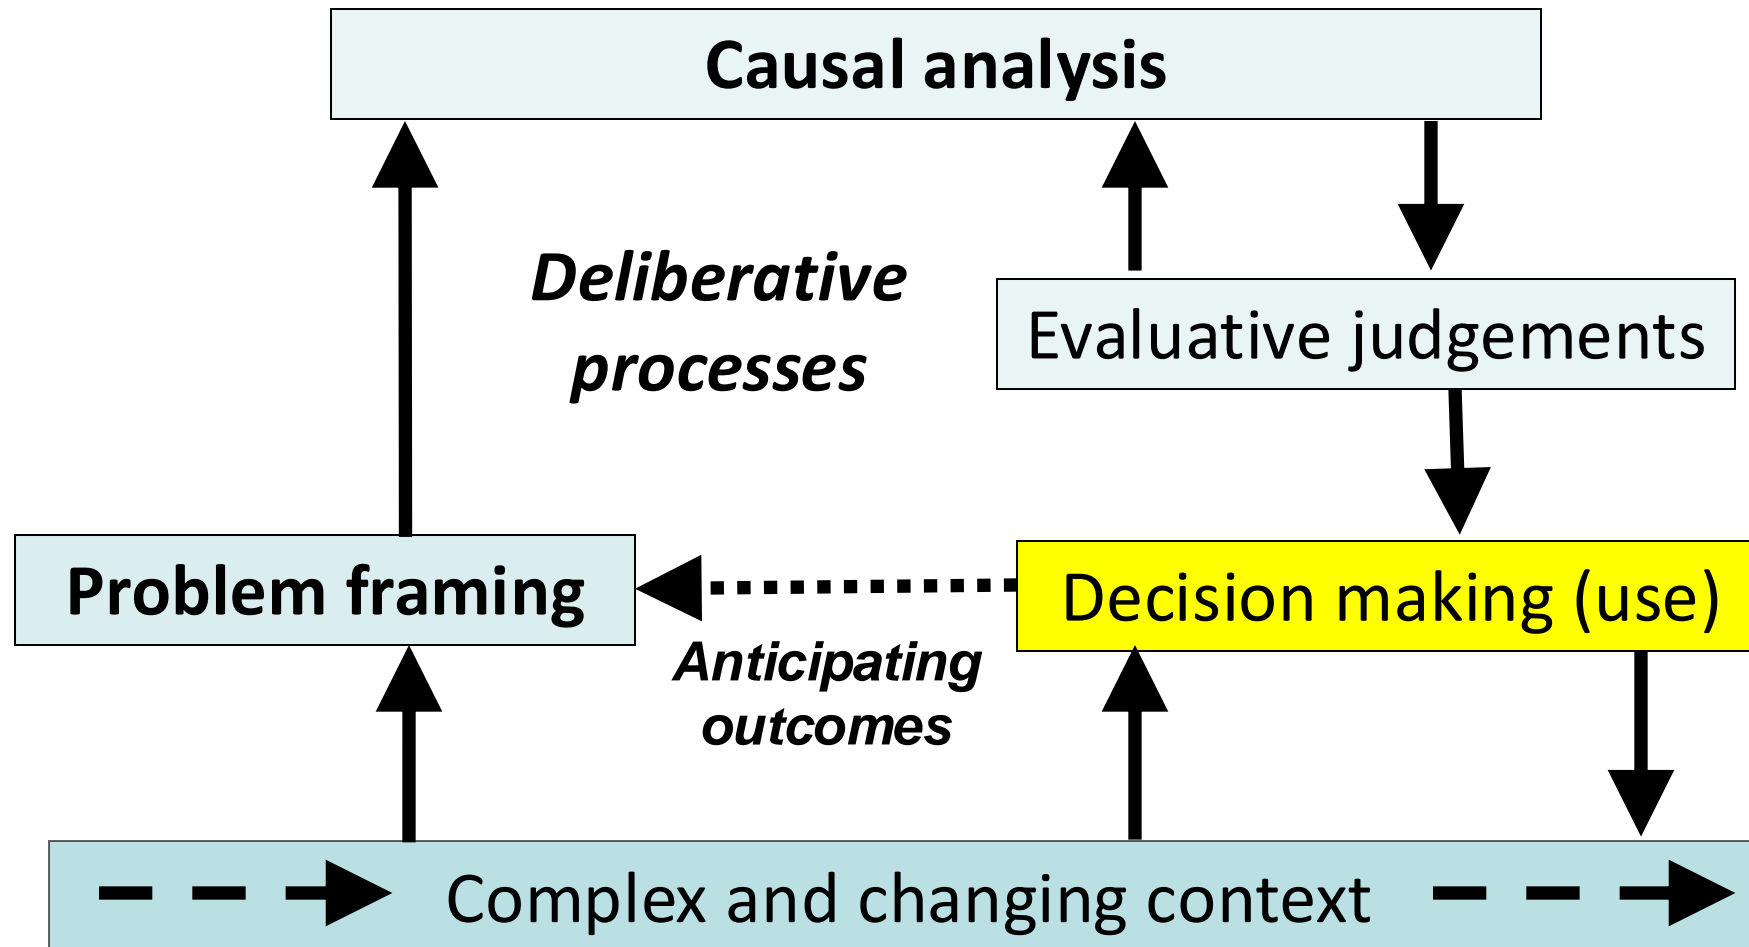 Causal analysis
Deliberative
processes
Evaluative judgements
Problem framing
Decision making (use)
Anticipating
outcomes
Complex and changing context